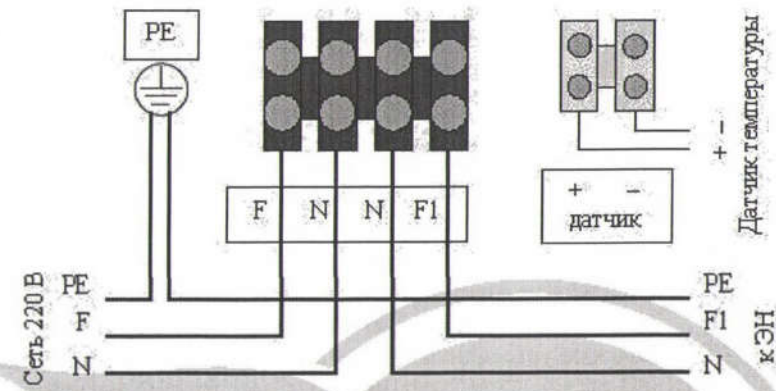 PE
F N N F1
+ -
датчик
- +
Датчик температуры
Сеть 220 В
PE
F
N
PE
F1
N
к ЭН